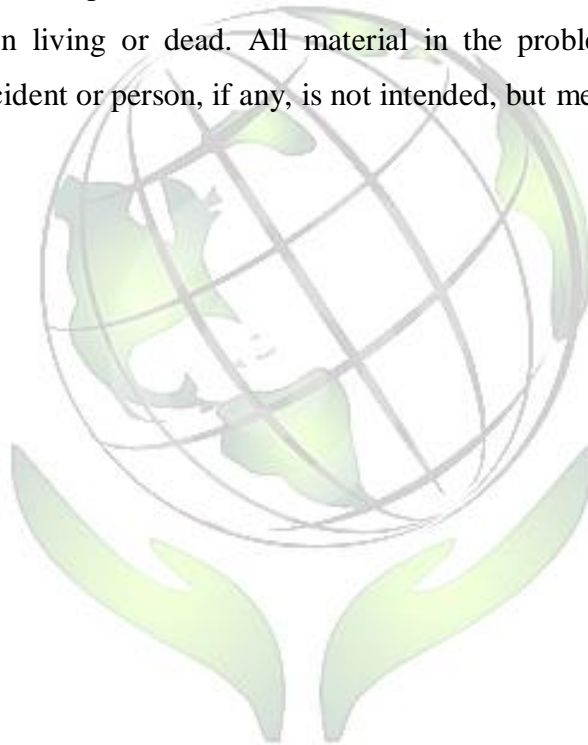 n living or dead. All material in the proble
cident or person, if any, is not intended, but me